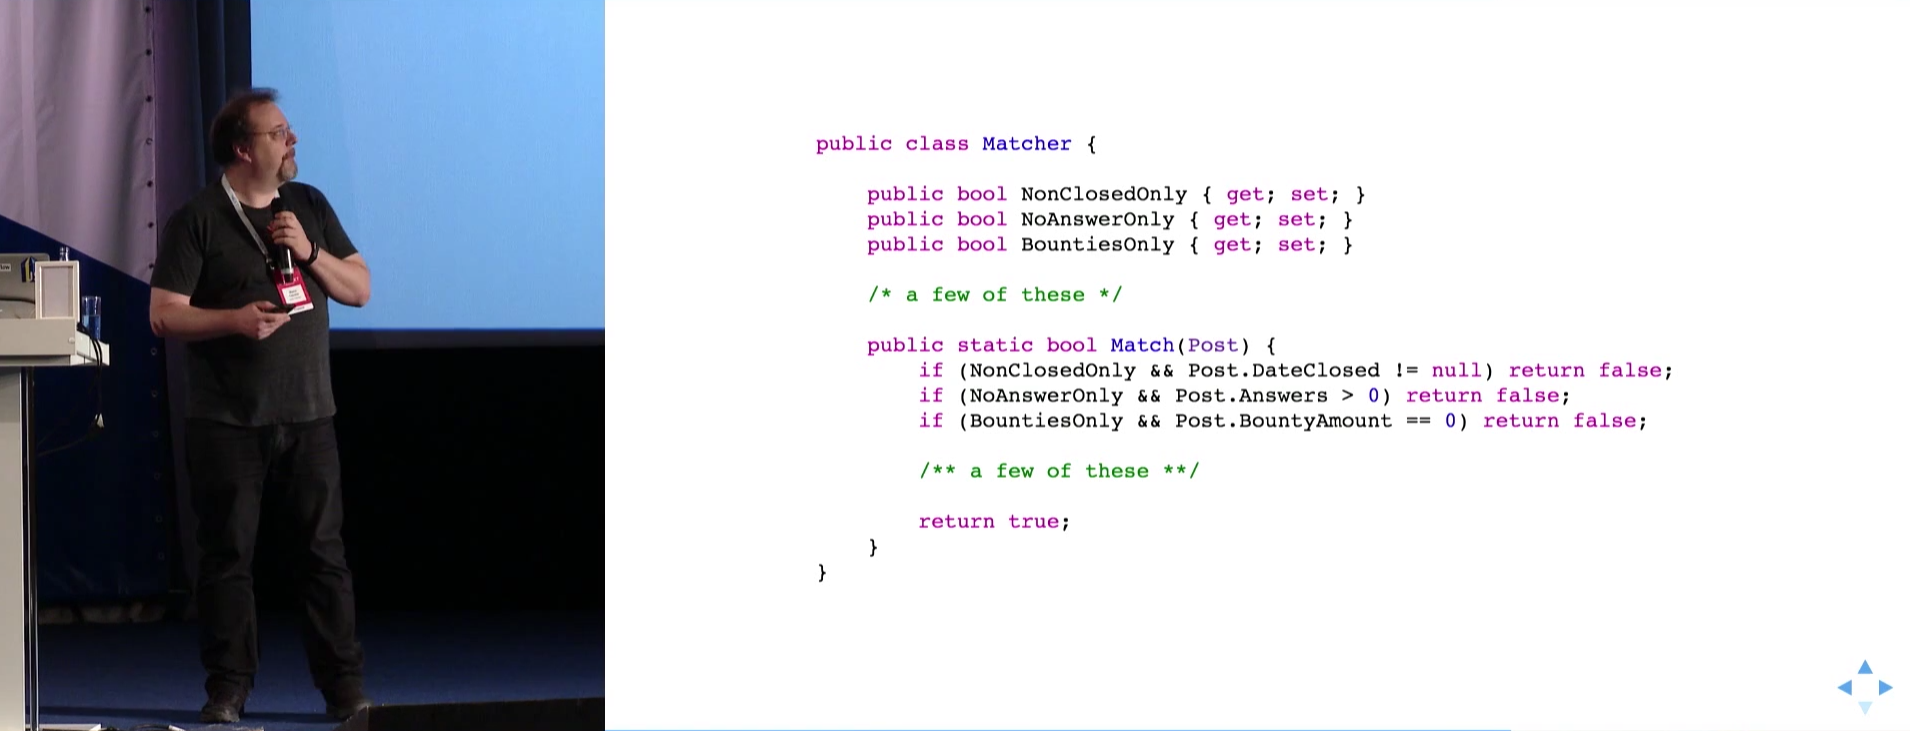 public class Matcher {
public bool NonClosedOnly { get; set; }
public bool NoAnswerOnly { get; set; }
public bool BountiesOnly { get; set; }
/* a few of these */
public static bool Match(Post) {
if (NonClosedOnly && Post.DateClosed != null) return false;
if (NoAnswerOnly && Post.Answers > 0) return false;
if (BountiesOnly && Post.BountyAmount == 0) return false;
/** a few of these **/
return true;
}
}